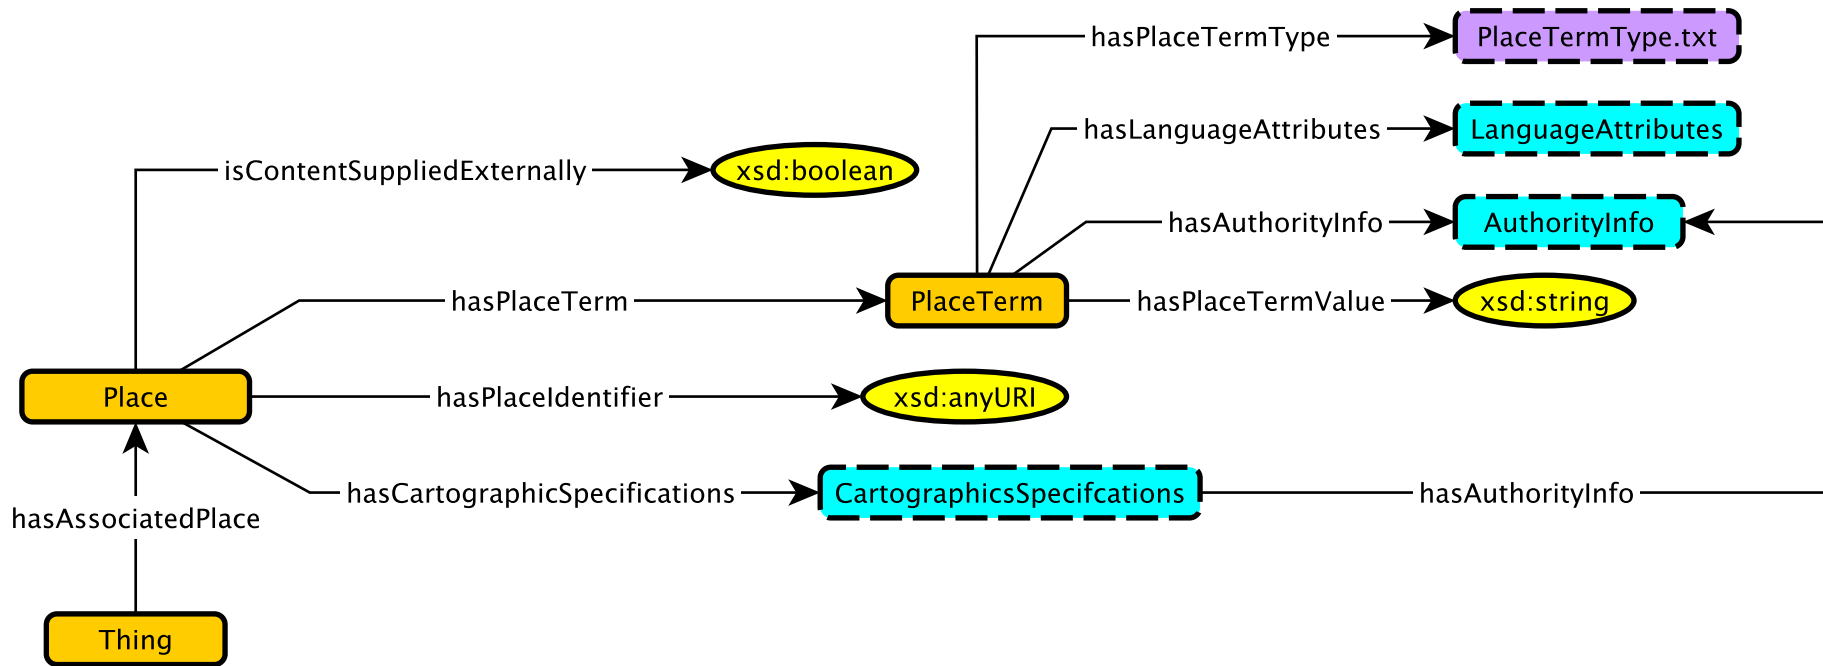 hasPlaceTermType
PlaceTermType.txt
hasLanguageAttributes
LanguageAttributes
isContentSuppliedExternally
xsd:boolean
hasAuthorityInfo
AuthorityInfo
hasPlaceTerm
PlaceTerm
hasPlaceTermValue
xsd:string
Place
hasPlaceIdentifier
xsd:anyURI
hasCartographicSpecifications
CartographicsSpecifcations
hasAuthorityInfo
hasAssociatedPlace
Thing